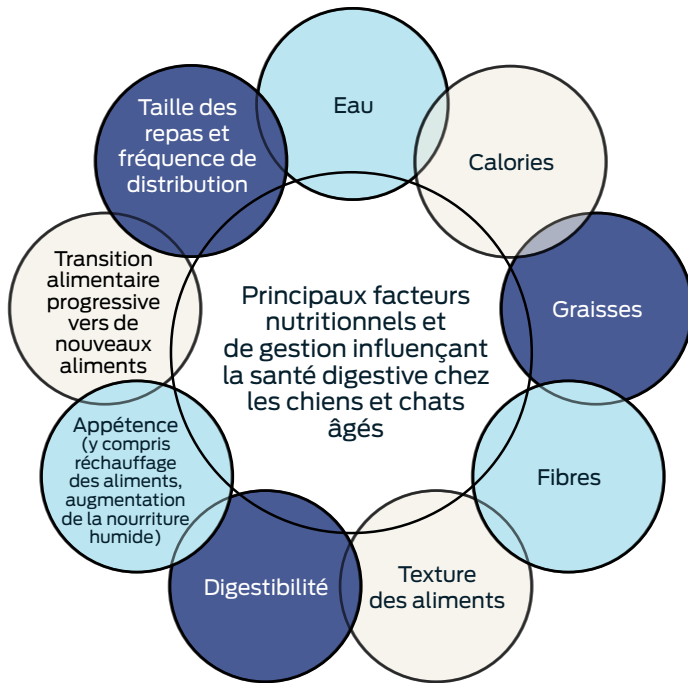 Principaux facteurs
nutritionnels et
de gestion influençant
la santé digestive chez
les chiens et chats
âgés
Eau
Calories
Graisses
Fibres
Texture
des aliments
Digestibilité
Appétence
(y compris
réchauffage
des aliments,
augmentation
de la nourriture
humide)
Transition
alimentaire
progressive
vers de
nouveaux
aliments
Taille des
repas et
fréquence de
distribution